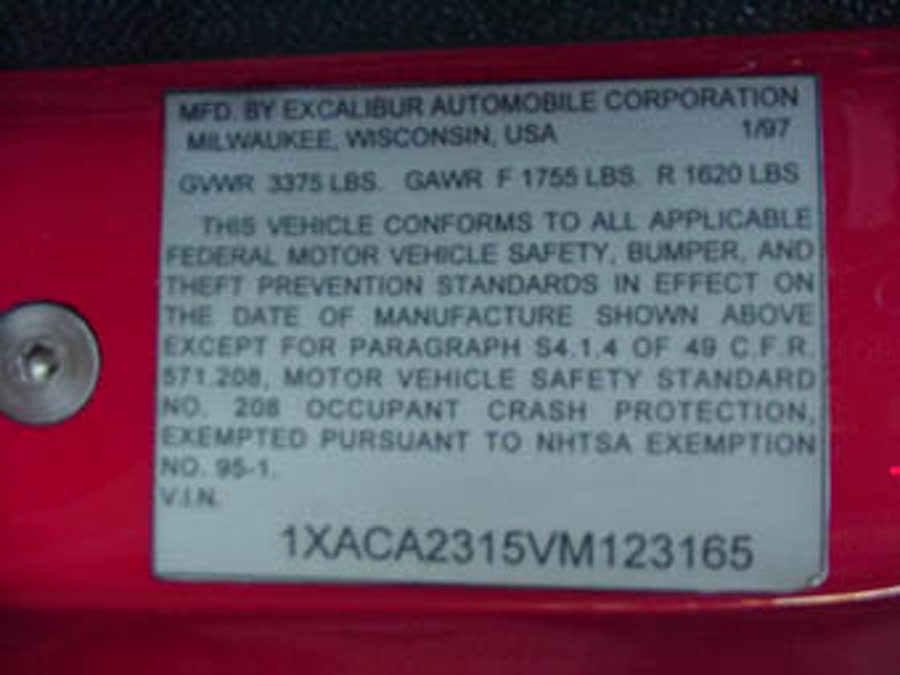 MFD. BY EXCALIBUR AUTOMOBILE CORPORATION
MILWAUKEE, WISCONSIN, USA 1/97
GVWR 3375 LBS. GAWR F 1755 LBS. R 1620 LBS
THIS VEHICLE CONFORMS TO ALL APPLICABLE
FEDERAL MOTOR VEHICLE SAFETY, BUMPER, AND
THEFT PREVENTION STANDARDS IN EFFECT ON
THE DATE OF MANUFACTURE SHOWN ABOVE
EXCEPT FOR PARAGRAPH S4.1.4 OF 49 C.F.R.
571.208, MOTOR VEHICLE SAFETY STANDARD
NO. 208 OCCUPANT CRASH PROTECTION,
EXEMPTED PURSUANT TO NHTSA EXEMPTION
NO. 95-1.
V.I.N.
1XACA2315VM123165